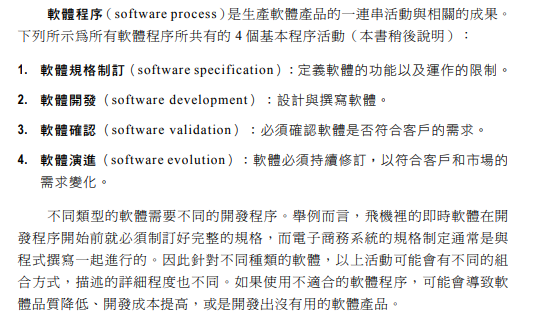 軟體程序（software process）是生產軟體產品的一連串活動與相關的成果。
下列所示為所有軟體程序所共有的 4 個基本程序活動（本書稍後說明）：
1. 軟體規格制訂（software specification）：定義軟體的功能以及運作的限制。
2. 軟體開發（software development）：設計與撰寫軟體。
3. 軟體確認（software validation）：必須確認軟體是否符合客戶的需求。
4. 軟體演進（software evolution）：軟體必須持續修訂，以符合客戶和市場的
需求變化。
不同類型的軟體需要不同的開發程序。舉例而言，飛機裡的即時軟體在開
發程序開始前就必須制訂好完整的規格，而電子商務系統的規格制定通常是與
程式撰寫一起進行的。因此針對不同種類的軟體，以上活動可能會有不同的組
合方式，描述的詳細程度也不同。如果使用不適合的軟體程序，可能會導致軟
體品質降低、開發成本提高，或是開發出沒有用的軟體產品。